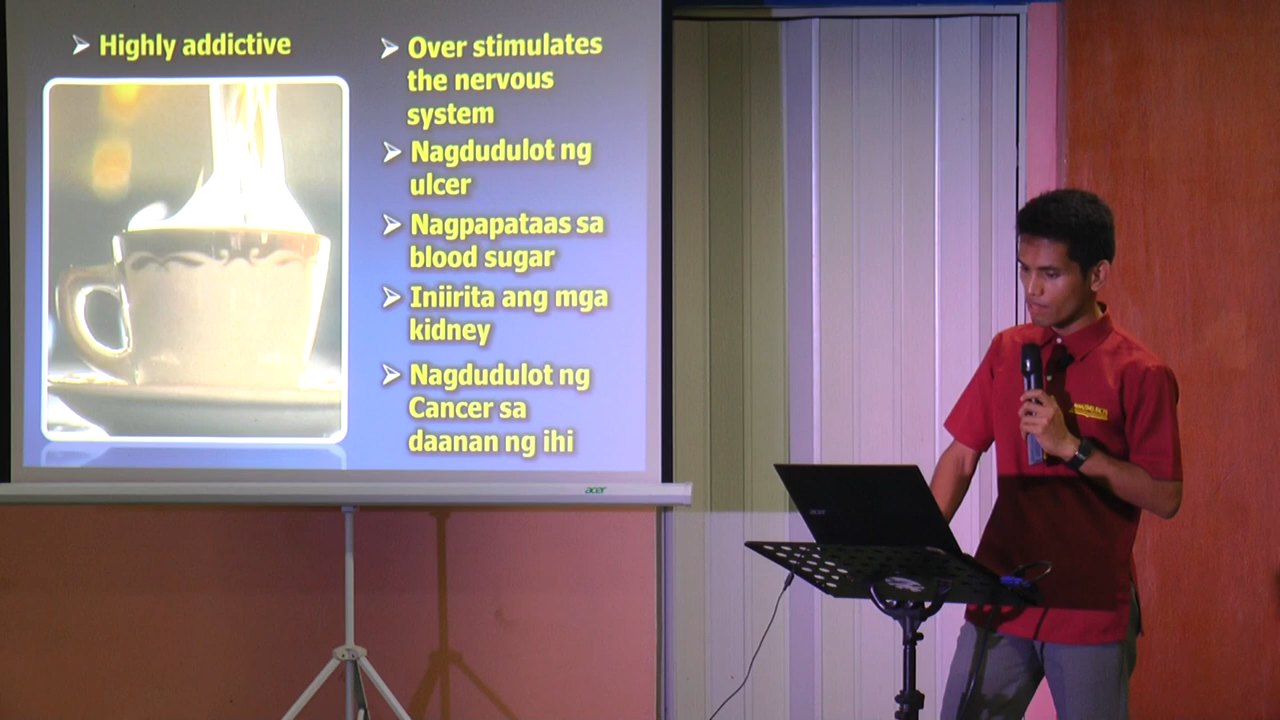 ➢ Highly addictive
➢ Over stimulates
the nervous
system
➢ Nagdudulot ng
ulcer
➢ Nagpapataas sa
blood sugar
➢ Iniirita ang mga
kidney
➢ Nagdudulot ng
Cancer sa
daanan ng ihi
acer
acer